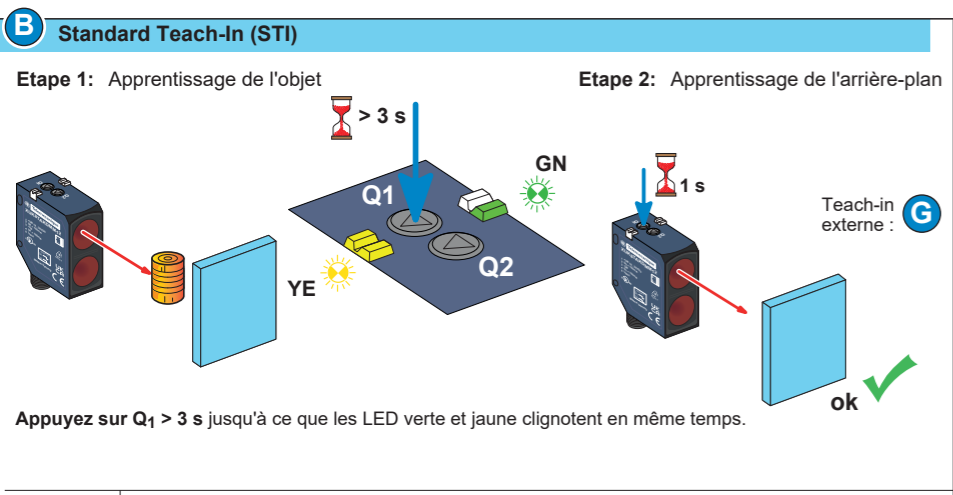 B
Standard Teach-In (STI)
Etape 1: Apprentissage de l'objet
Etape 2: Apprentissage de l'arrière-plan
> 3 s
GN
Q1
Q2
YE
1 s
Teach-in
externe : G
ok
Appuyez sur Q1 > 3 s jusqu'à ce que les LED verte et jaune clignotent en même temps.